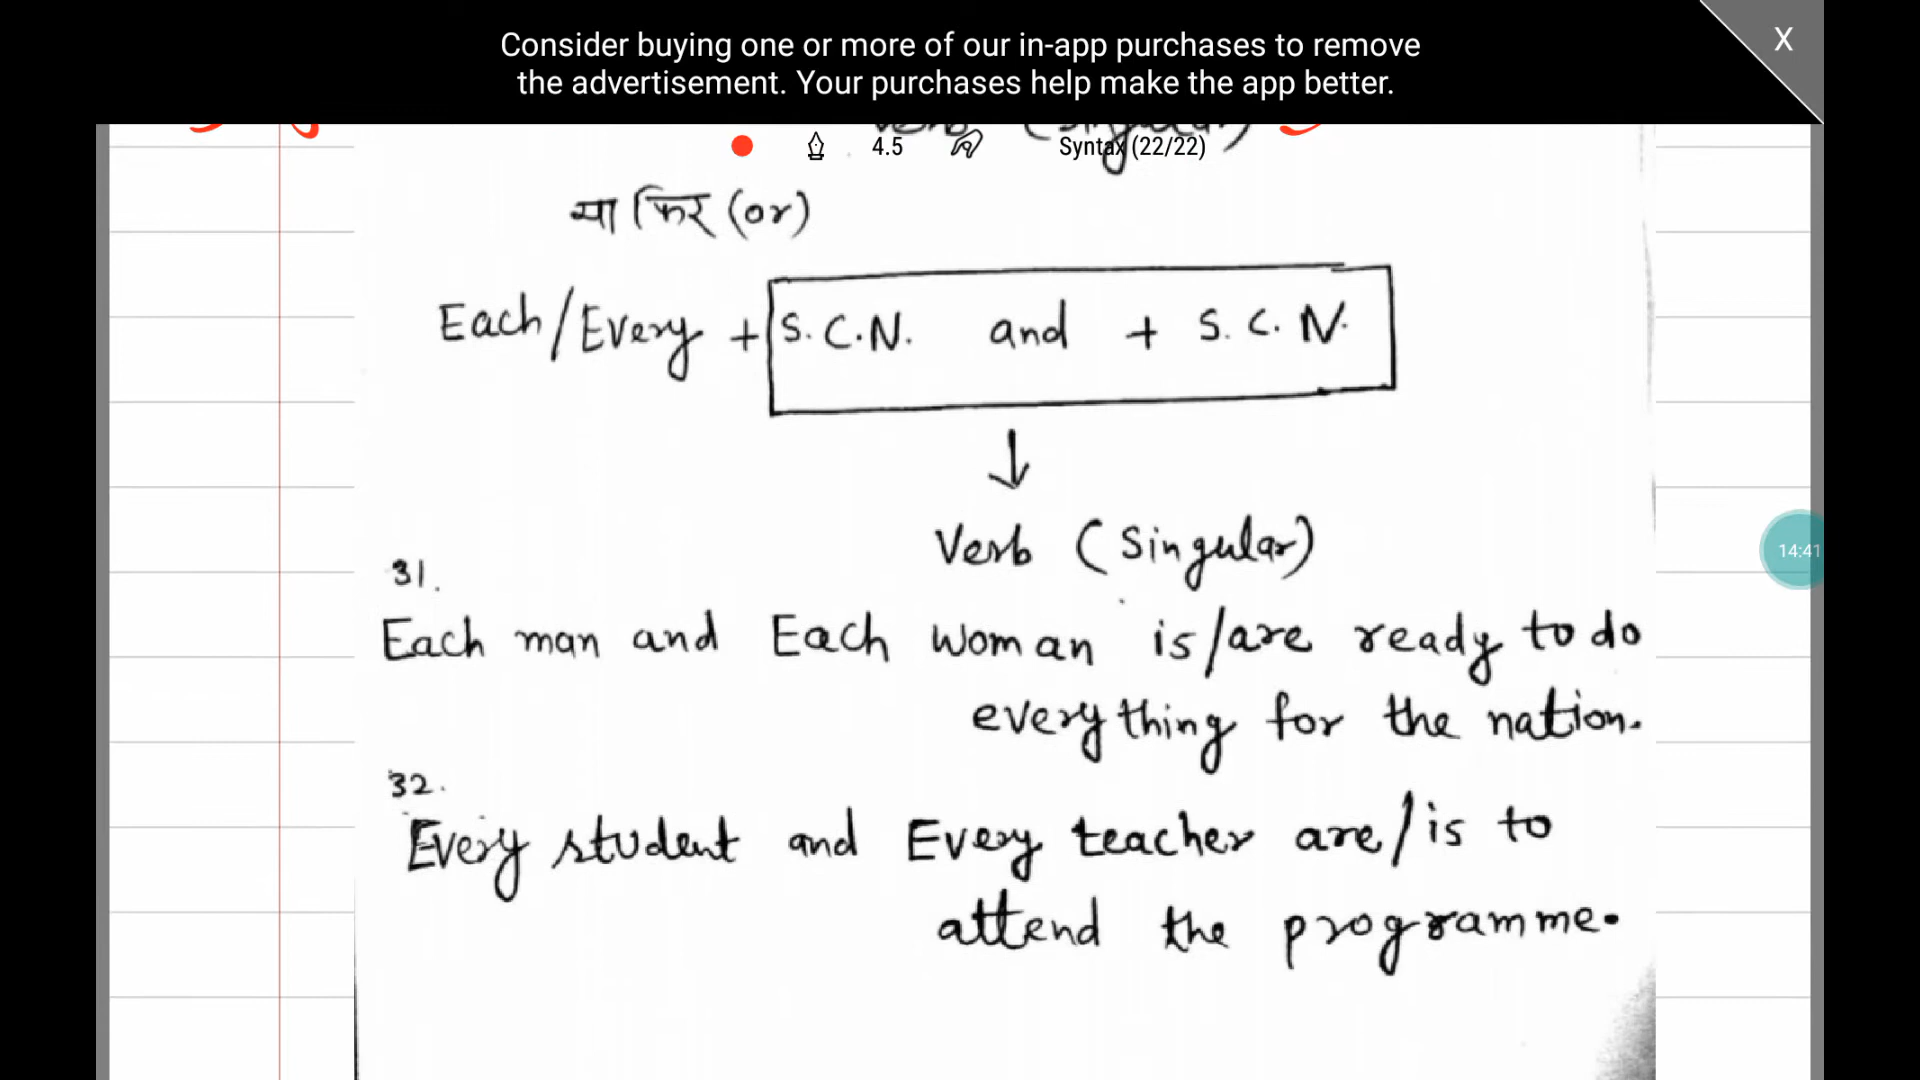 Consider buying one or more of our in-app purchases to remove
the advertisement. Your purchases help make the app better.
X
Verb (Singular)
4.5 Syntax (22/22)
या फिर (or)
Each/Every + S.C.N. and + S.C.N.
↓
Verb (Singular)
14:41
31.
Each man and Each woman is/are ready to do
everything for the nation.
32.
Every student and Every teacher are/is to
attend the programme.